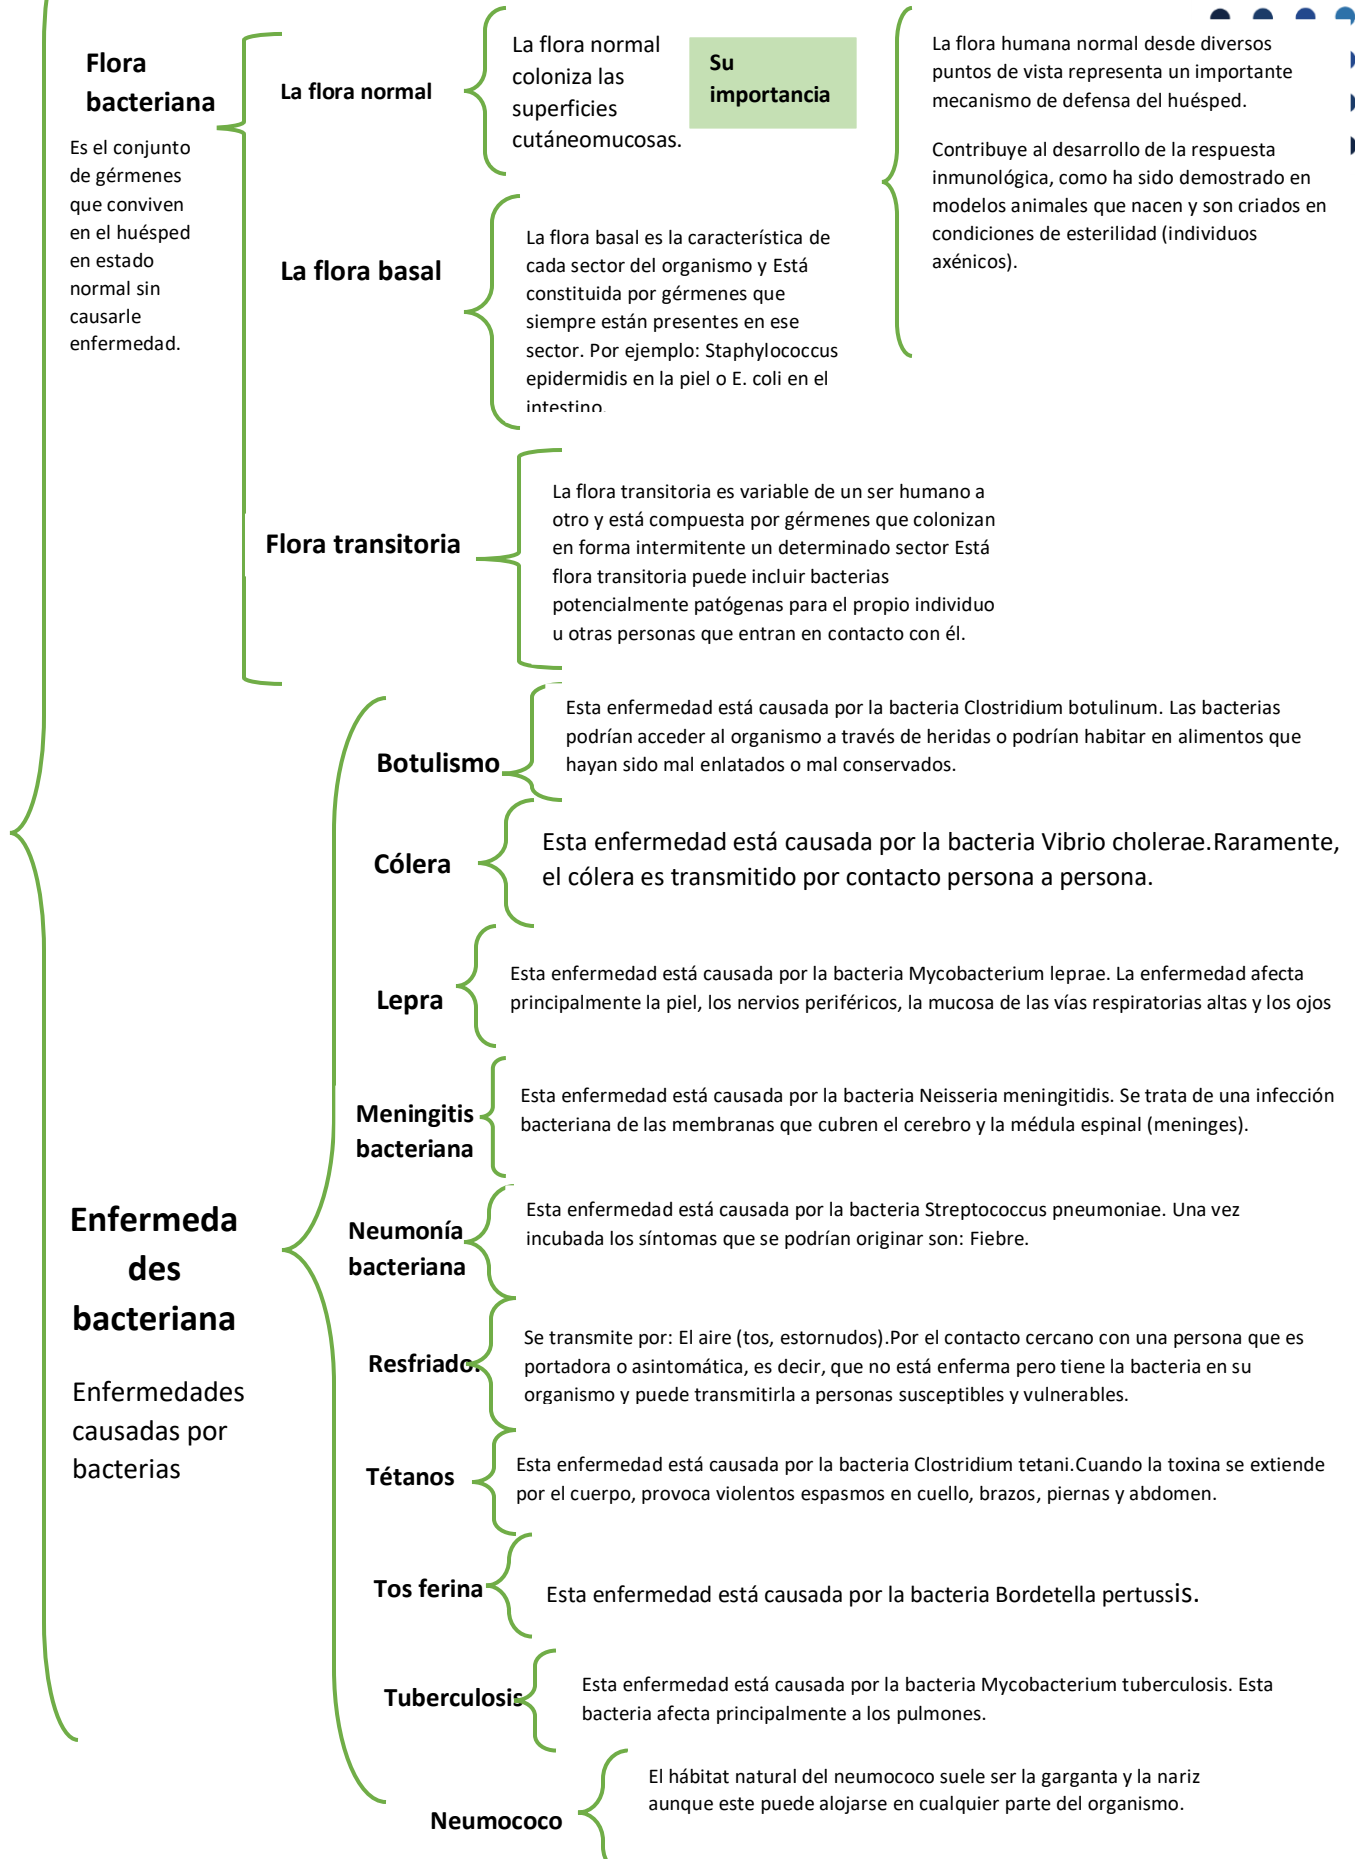 Flora
bacteriana
Es el conjunto
de gérmenes
que conviven
en el huésped
en estado
normal sin
causarle
enfermedad.
La flora normal
La flora normal
coloniza las
superficies
cutáneomucosas.
Su
importancia
La flora humana normal desde diversos
puntos de vista representa un importante
mecanismo de defensa del huésped.
Contribuye al desarrollo de la respuesta
inmunológica, como ha sido demostrado en
modelos animales que nacen y son criados en
condiciones de esterilidad (individuos
axénicos).
La flora basal
La flora basal es la característica de
cada sector del organismo y Está
constituida por gérmenes que
siempre están presentes en ese
sector. Por ejemplo: Staphylococcus
epidermidis en la piel o E. coli en el
intestino.
Flora transitoria
La flora transitoria es variable de un ser humano a
otro y está compuesta por gérmenes que colonizan
en forma intermitente un determinado sector Está
flora transitoria puede incluir bacterias
potencialmente patógenas para el propio individuo
u otras personas que entran en contacto con él.
Enfermeda
des
bacteriana
Enfermedades
causadas por
bacterias
Botulismo
Esta enfermedad está causada por la bacteria Clostridium botulinum. Las bacterias
podrían acceder al organismo a través de heridas o podrían habitar en alimentos que
hayan sido mal enlatados o mal conservados.
Cólera
Esta enfermedad está causada por la bacteria Vibrio cholerae.Raramente,
el cólera es transmitido por contacto persona a persona.
Lepra
Esta enfermedad está causada por la bacteria Mycobacterium leprae. La enfermedad afecta
principalmente la piel, los nervios periféricos, la mucosa de las vías respiratorias altas y los ojos
Meningitis
bacteriana
Esta enfermedad está causada por la bacteria Neisseria meningitidis. Se trata de una infección
bacteriana de las membranas que cubren el cerebro y la médula espinal (meninges).
Neumonía
bacteriana
Esta enfermedad está causada por la bacteria Streptococcus pneumoniae. Una vez
incubada los síntomas que se podrían originar son: Fiebre.
Resfriado.
Se transmite por: El aire (tos, estornudos).Por el contacto cercano con una persona que es
portadora o asintomática, es decir, que no está enferma pero tiene la bacteria en su
organismo y puede transmitirla a personas susceptibles y vulnerables.
Tétanos
Esta enfermedad está causada por la bacteria Clostridium tetani.Cuando la toxina se extiende
por el cuerpo, provoca violentos espasmos en cuello, brazos, piernas y abdomen.
Tos ferina
Esta enfermedad está causada por la bacteria Bordetella pertussis.
Tuberculosis
Esta enfermedad está causada por la bacteria Mycobacterium tuberculosis. Esta
bacteria afecta principalmente a los pulmones.
Neumococo
El hábitat natural del neumococo suele ser la garganta y la nariz
aunque este puede alojarse en cualquier parte del organismo.